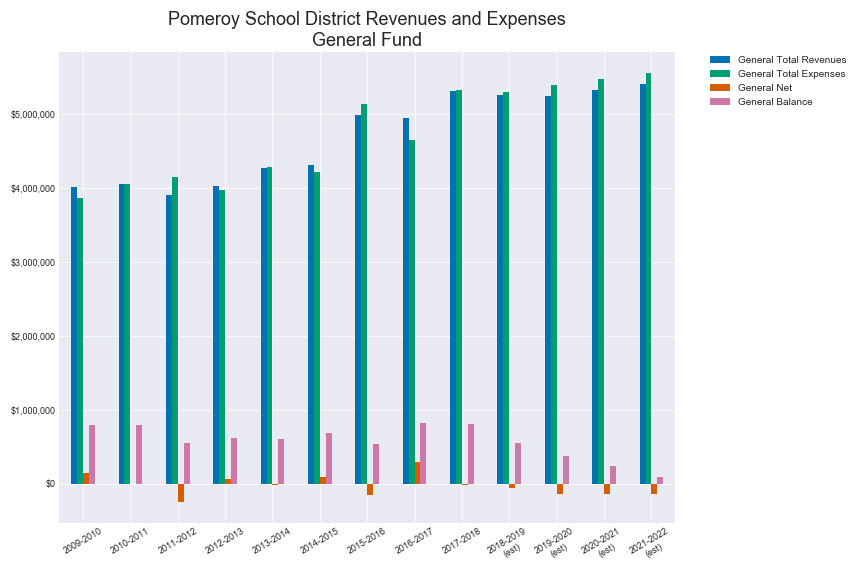 Pomeroy School District Revenues and Expenses
General Fund
General Total Revenues
General Total Expenses
General Net
General Balance
$5,000,000
$4,000,000
$3,000,000
$2,000,000
$1,000,000
$0
2009-2010
2010-2011
2011-2012
2012-2013
2013-2014
2014-2015
2015-2016
2016-2017
2017-2018
2018-2019
(est)
2019-2020
(est)
2020-2021
(est)
2021-2022
(est)